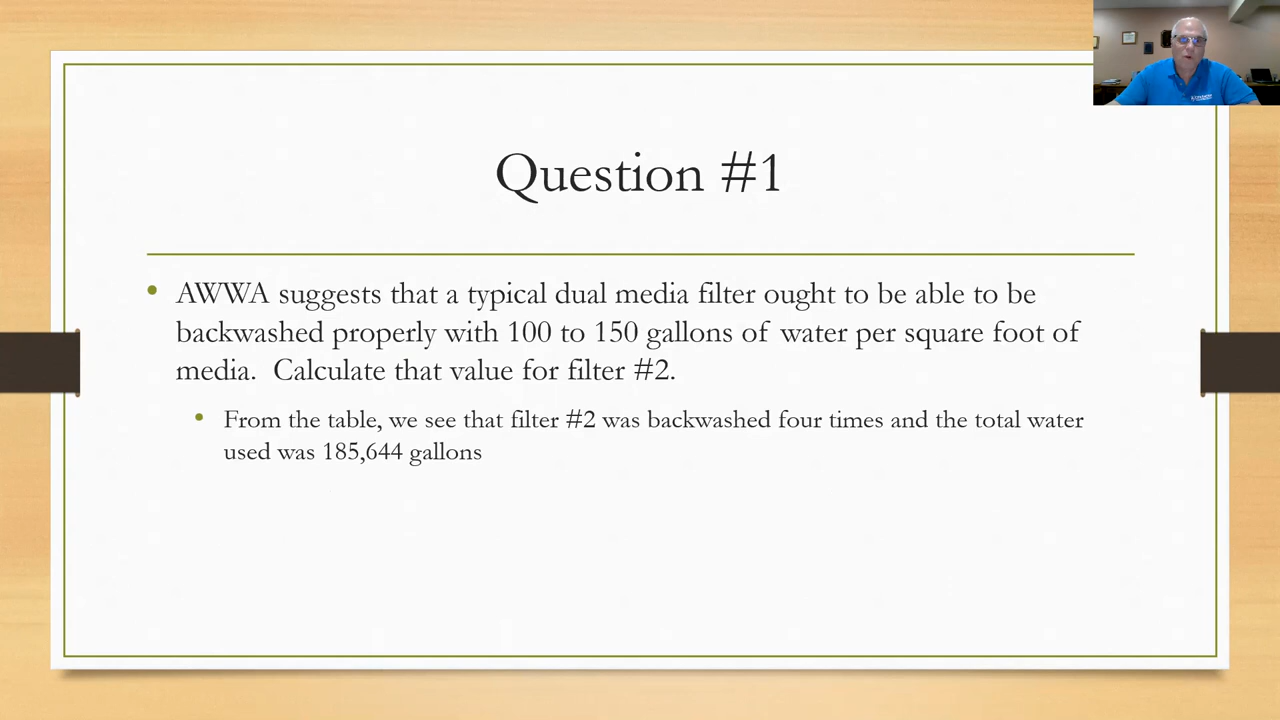 Question #1
AWWA suggests that a typical dual media filter ought to be able to be
backwashed properly with 100 to 150 gallons of water per square foot of
media.  Calculate that value for filter #2.
From the table, we see that filter #2 was backwashed four times and the total water
used was 185,644 gallons